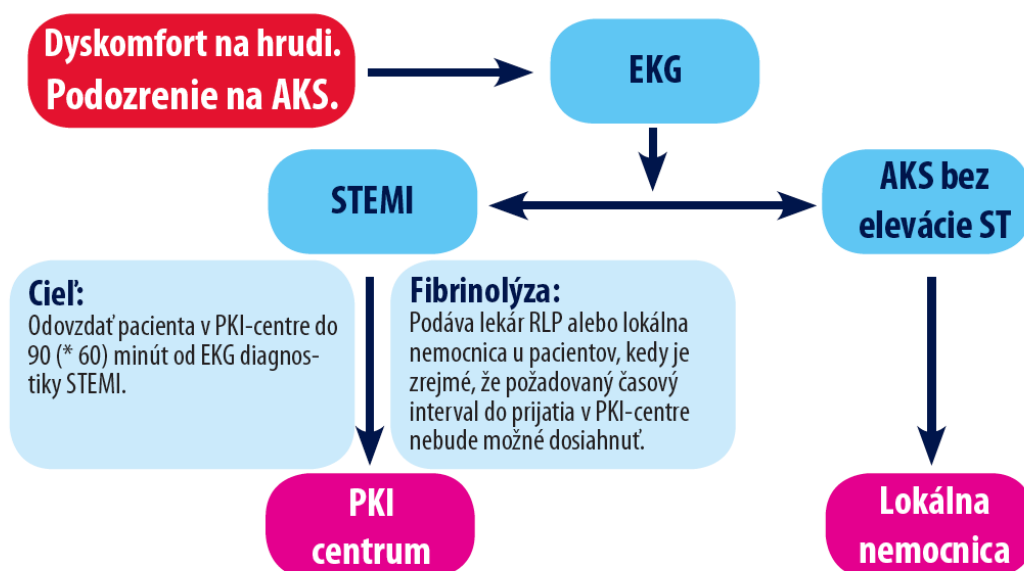 Dyskomfort na hrudi.
Podozrenie na AKS.
EKG
STEMI
AKS bez
elevácie ST
Cieľ:
Odovzdať pacienta v PKI-centre do
90 (* 60) minút od EKG diagnos-
tiky STEMI.
Fibrinolýza:
Podáva lekár RLP alebo lokálna
nemocnica u pacientov, kedy je
zrejmé, že požadovaný časový
interval do prijatia v PKI-centre
nebude možné dosiahnuť.
PKI
centrum
Lokálna
nemocnica